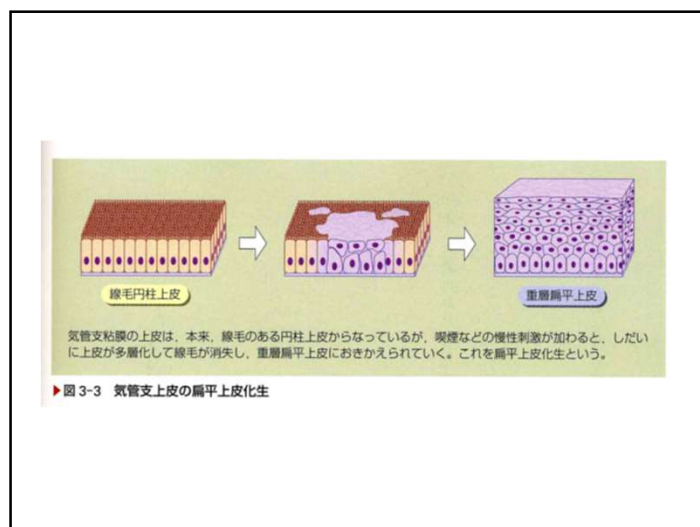 線毛円柱上皮
重層扁平上皮
気管支粘膜の上皮は，本来，線毛のある円柱上皮からなっているが，喫煙などの慢性刺激が加わると，しだい
に上皮が多層化して線毛が消失し，重層扁平上皮におきかえられていく。これを扁平上皮化生という。
▶図 3-3 気管支上皮の扁平上皮化生